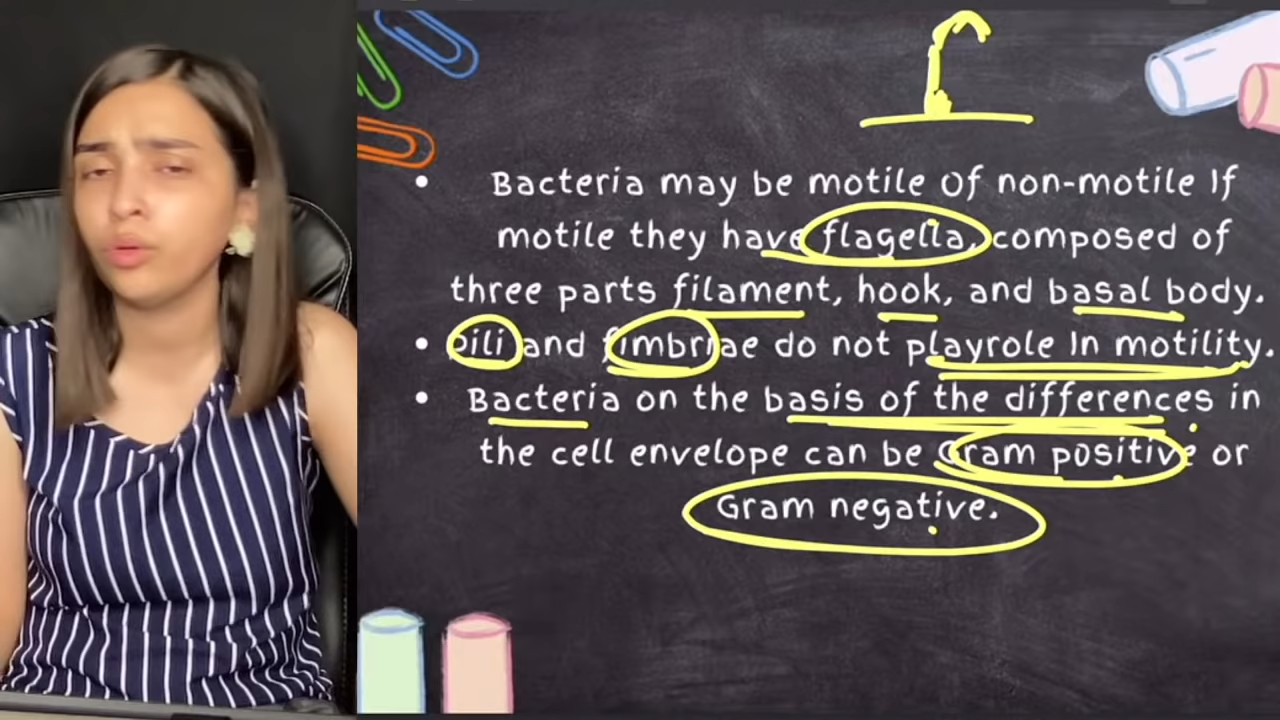 • Bacteria may be motile of non-motile If
motile they have flagella, composed of
three parts filament, hook, and basal body.
• pili and fimbriae do not playrole In motility.
• Bacteria on the basis of the differences in
the cell envelope can be Gram positive or
Gram negative.